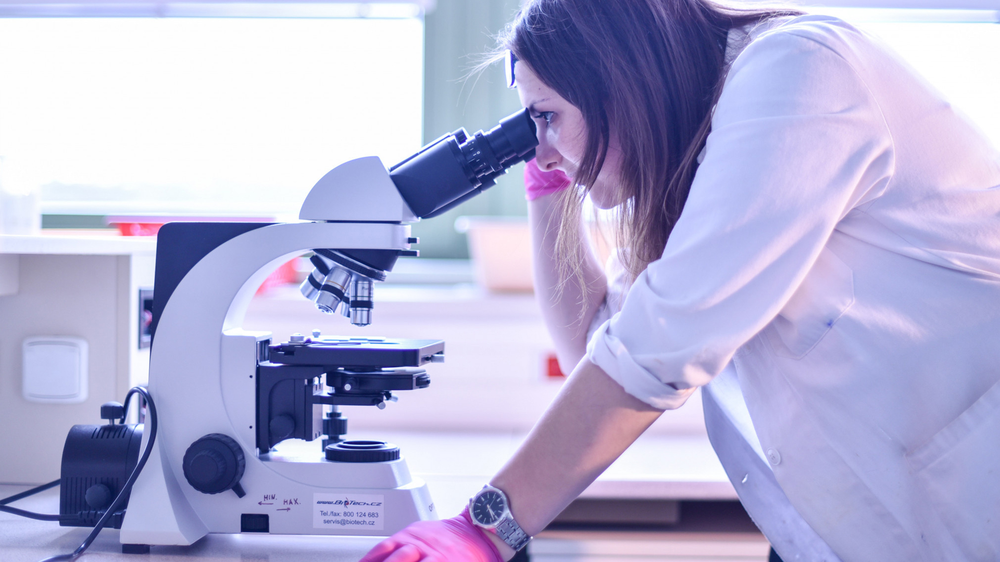 MIN.
MAX.
www.BioTech.cz
Tel./fax: 800 124 683
servis@biotech.cz